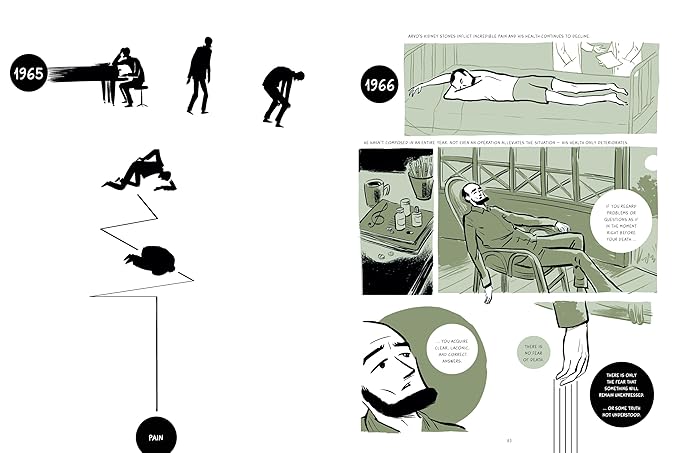 1965
PAIN
ARVO'S KIDNEY STONES INFLICT INCREDIBLE PAIN AND HIS HEALTH CONTINUES TO DECLINE.
1966
HE HASN'T COMPOSED IN AN ENTIRE YEAR. NOT EVEN AN OPERATION ALLEVIATES THE SITUATION — HIS HEALTH ONLY DETERIORATES.
IF YOU REGARD
PROBLEMS OR
QUESTIONS AS IF
IN THE MOMENT
RIGHT BEFORE
YOUR DEATH ...
... YOU ACQUIRE
CLEAR, LACONIC,
AND CORRECT
ANSWERS.
THERE IS
NO FEAR
OF DEATH.
THERE IS ONLY
THE FEAR THAT
SOMETHING WILL
REMAIN UNEXPRESSED.
... OR SOME TRUTH
NOT UNDERSTOOD.